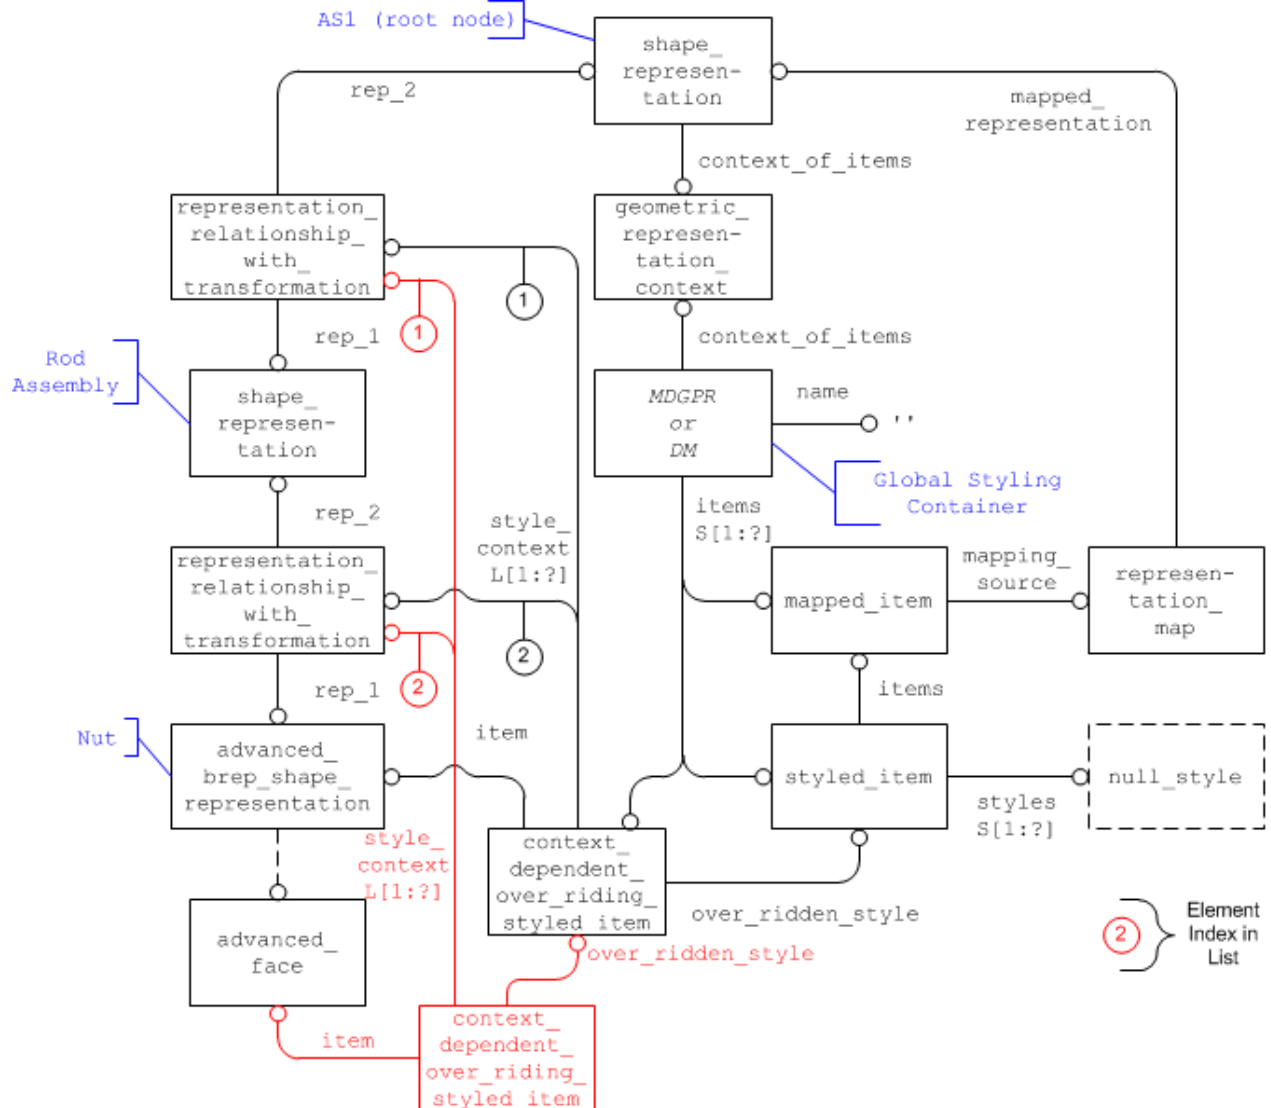 AS1 (root node)
shape_
represen-
tation
rep_2
mapped_
representation
context_of_items
representation_
relationship_
with_
transformation
geometric_
represen-
tation_
context
1
1
rep_1
context_of_items
Rod
Assembly
shape_
represen-
tation
MDGPR
or
DM
name
''
Global Styling
Container
rep_2
style_
context
L[1:?]
items
S[1:?]
representation_
relationship_
with_
transformation
mapped_item
mapping_
source
represen-
tation_
map
2
2
rep_1
items
Nut
item
advanced_
brep_shape_
representation
styled_item
styles
S[1:?]
null_style
style_
context
L[1:?]
context_
dependent_
over_riding_
styled_item
over_ridden_style
advanced_
face
over_ridden_style
2
Element
Index in
List
item
context_
dependent_
over_riding_
styled_item